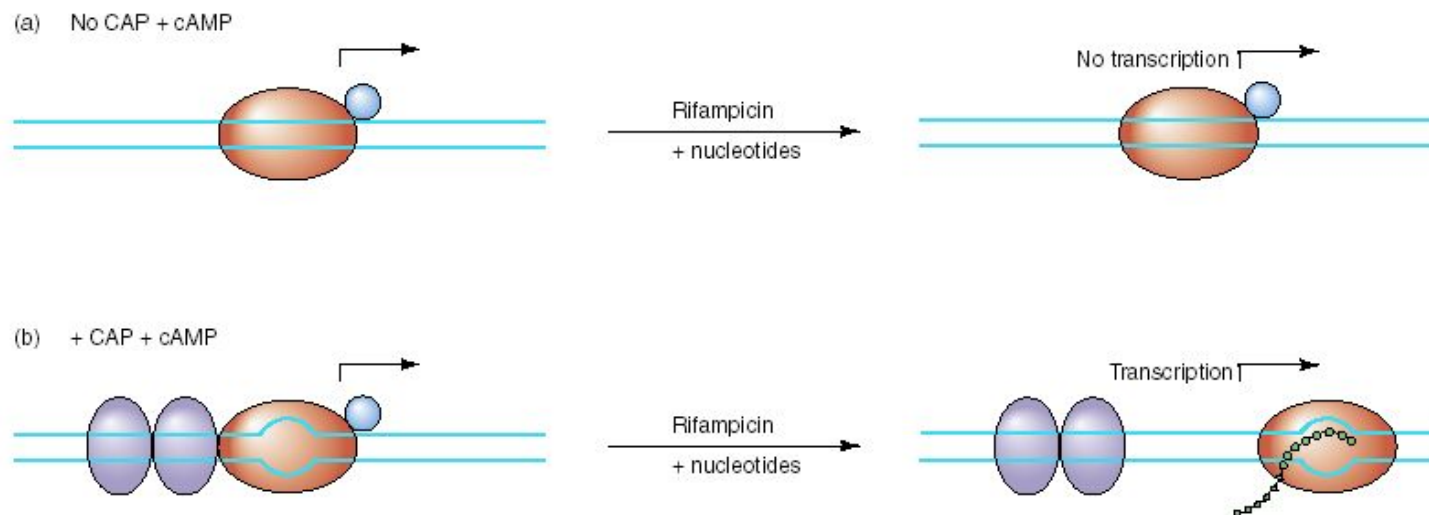 (a) No CAP + cAMP
No transcription
Rifampicin
+ nucleotides
(b) + CAP + cAMP
Transcription
Rifampicin
+ nucleotides